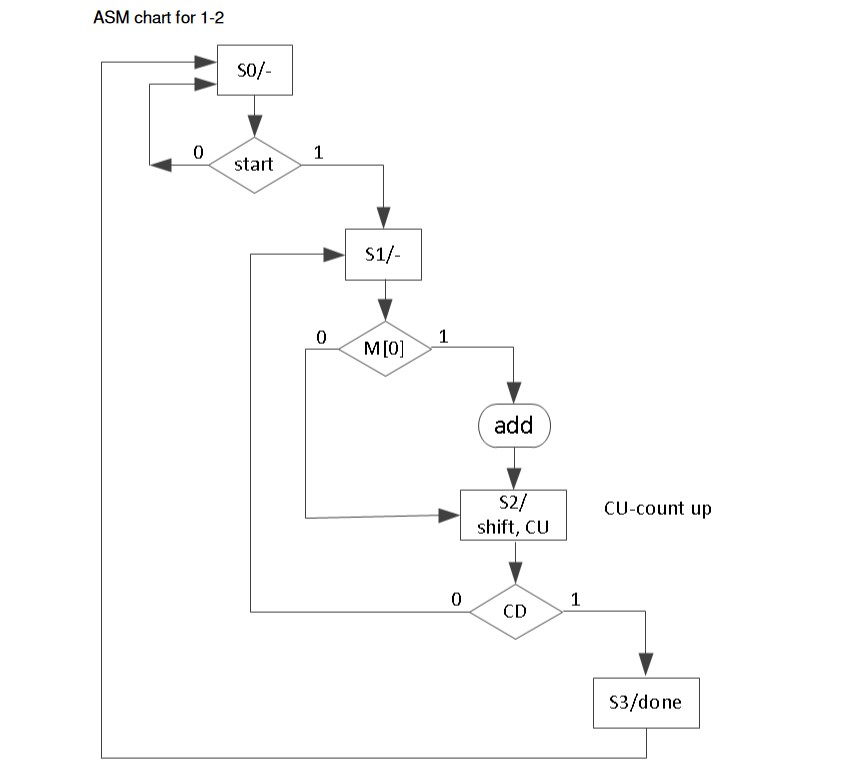 ASM chart for 1-2
S0/-
0
start
1
S1/-
0
M[0]
1
add
S2/
shift, CU
CU-count up
0
CD
1
S3/done